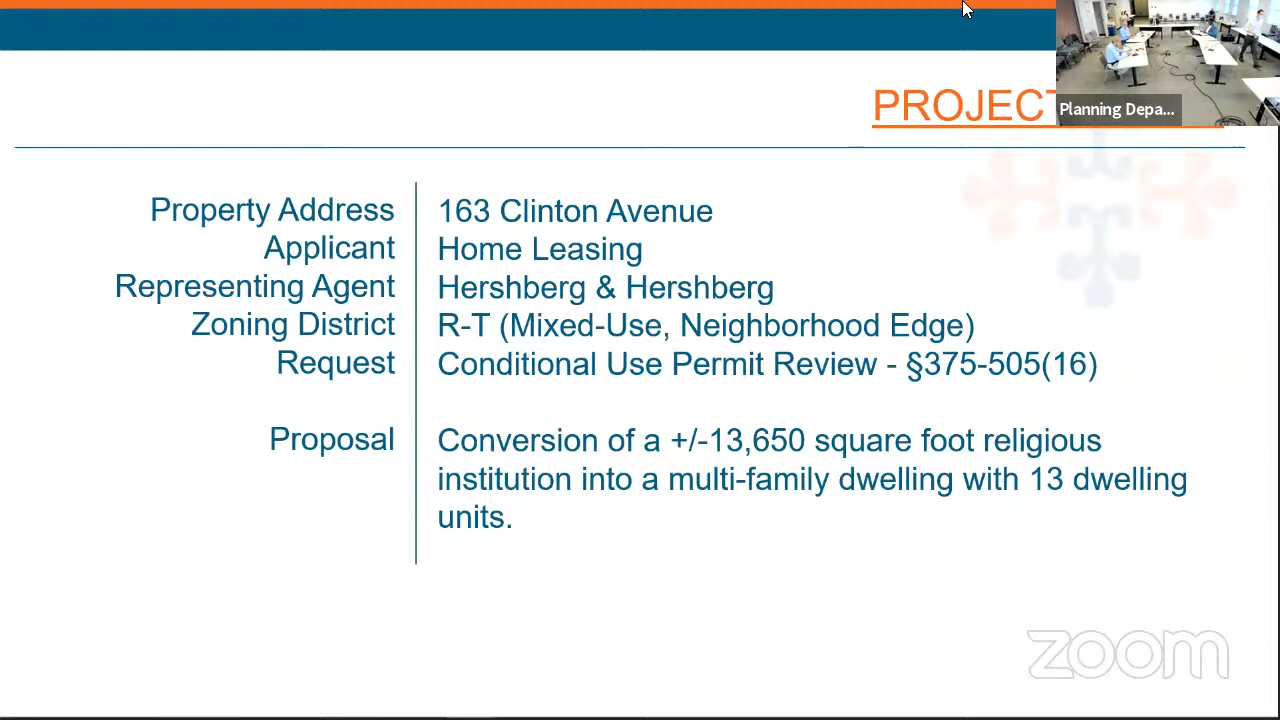 PROJECT
Planning Depa...
Property Address 163 Clinton Avenue
Applicant Home Leasing
Representing Agent Hershberg & Hershberg
Zoning District R-T (Mixed-Use, Neighborhood Edge)
Request Conditional Use Permit Review - §375-505(16)
Proposal Conversion of a +/-13,650 square foot religious
institution into a multi-family dwelling with 13 dwelling
units.
zoom